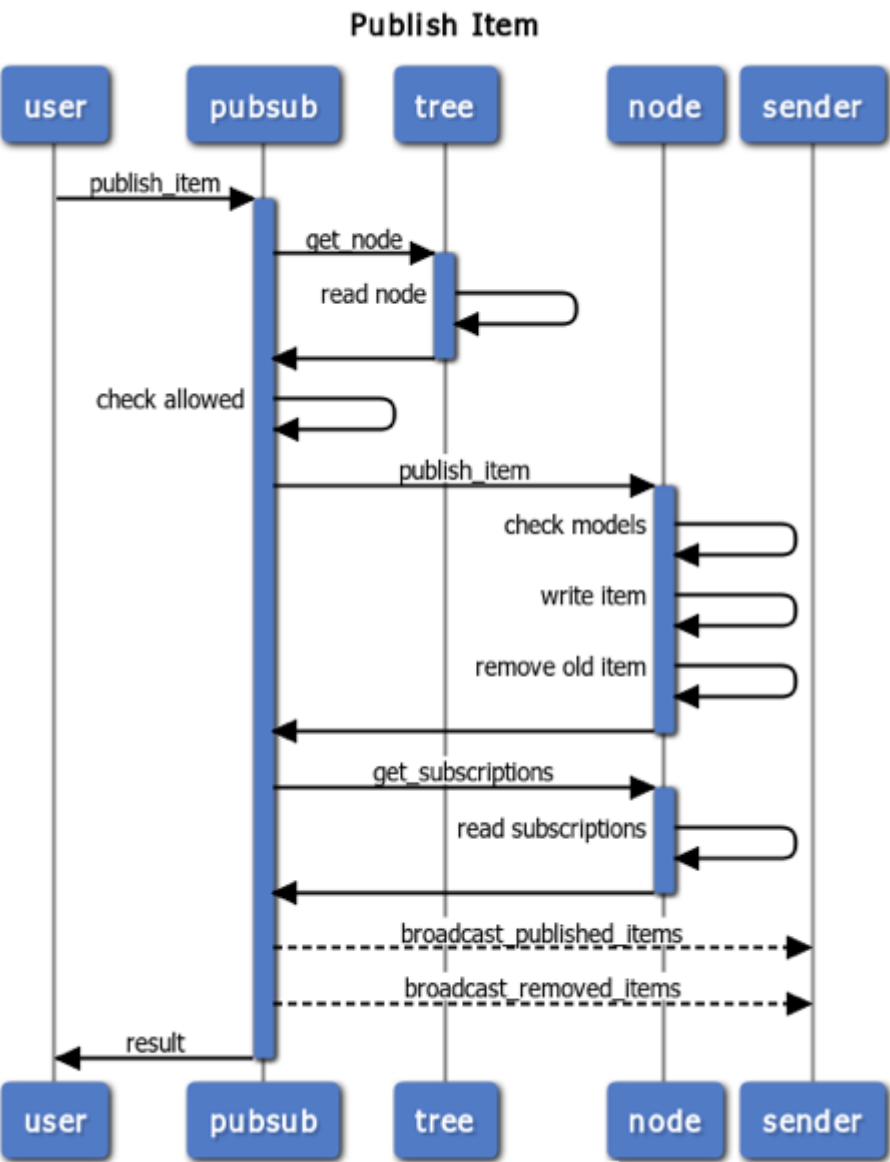 Publish Item
user pubsub tree node sender
publish_item
get_node
read node
check allowed
publish_item
check models
write item
remove old item
get_subscriptions
read subscriptions
broadcast_published_items
broadcast_removed_items
result
user pubsub tree node sender